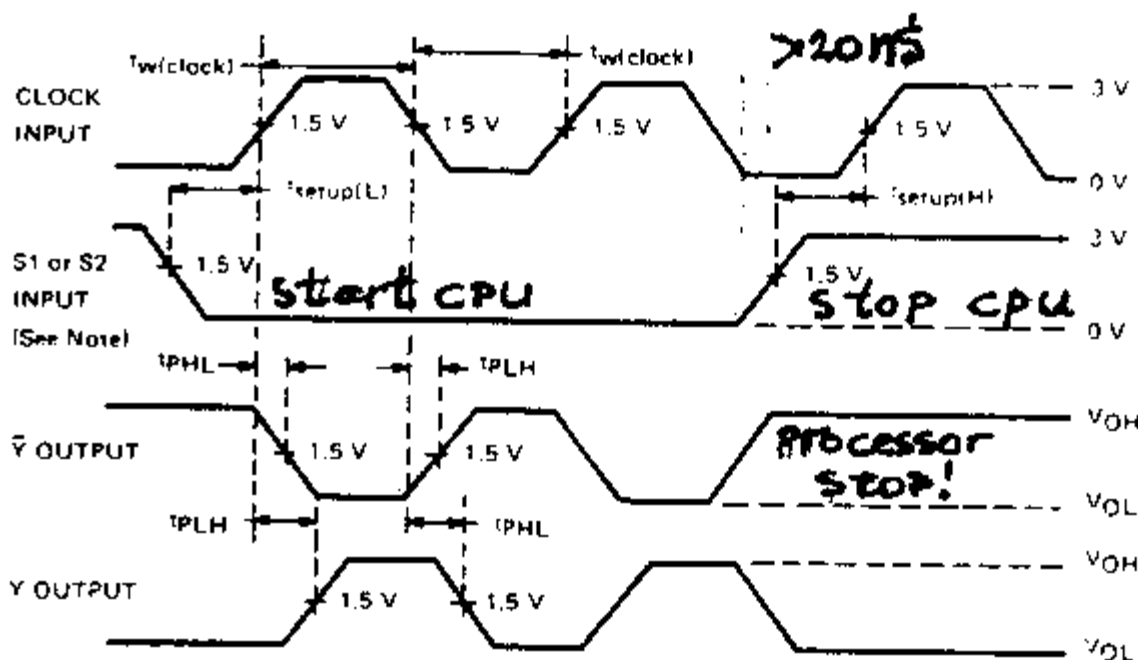 >20ns
tw(clock)
tw(clock)
CLOCK
INPUT
1.5 V
1.5 V
1.5 V
1.5 V
3 V
0 V
tsetup(L)
tsetup(H)
S1 or S2
INPUT
(See Note)
1.5 V
start CPU
1.5 V
stop cpu
3 V
0 V
tPHL
tPLH
Ȳ OUTPUT
1.5 V
1.5 V
Processor
stop!
VOH
VOL
tPLH
tPHL
Y OUTPUT
1.5 V
1.5 V
VOH
VOL